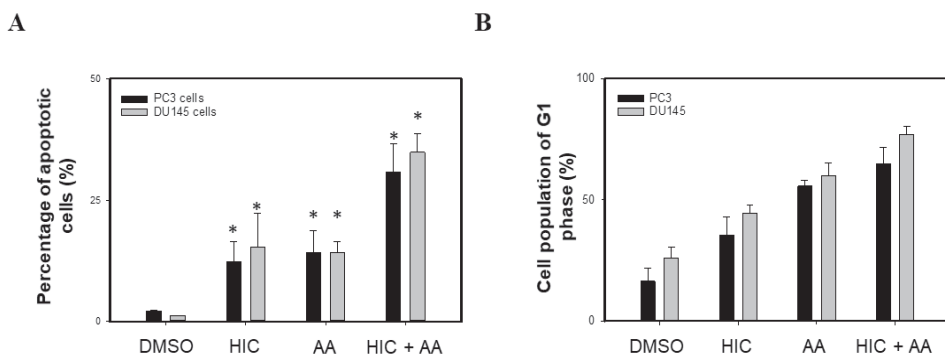 A
Percentage of apoptotic
cells (%)
50
25
0
PC3 cells
DU145 cells
* * * * * *
DMSO HIC AA HIC + AA
B
Cell population of G1
phase (%)
100
50
0
PC3
DU145
DMSO HIC AA HIC + AA